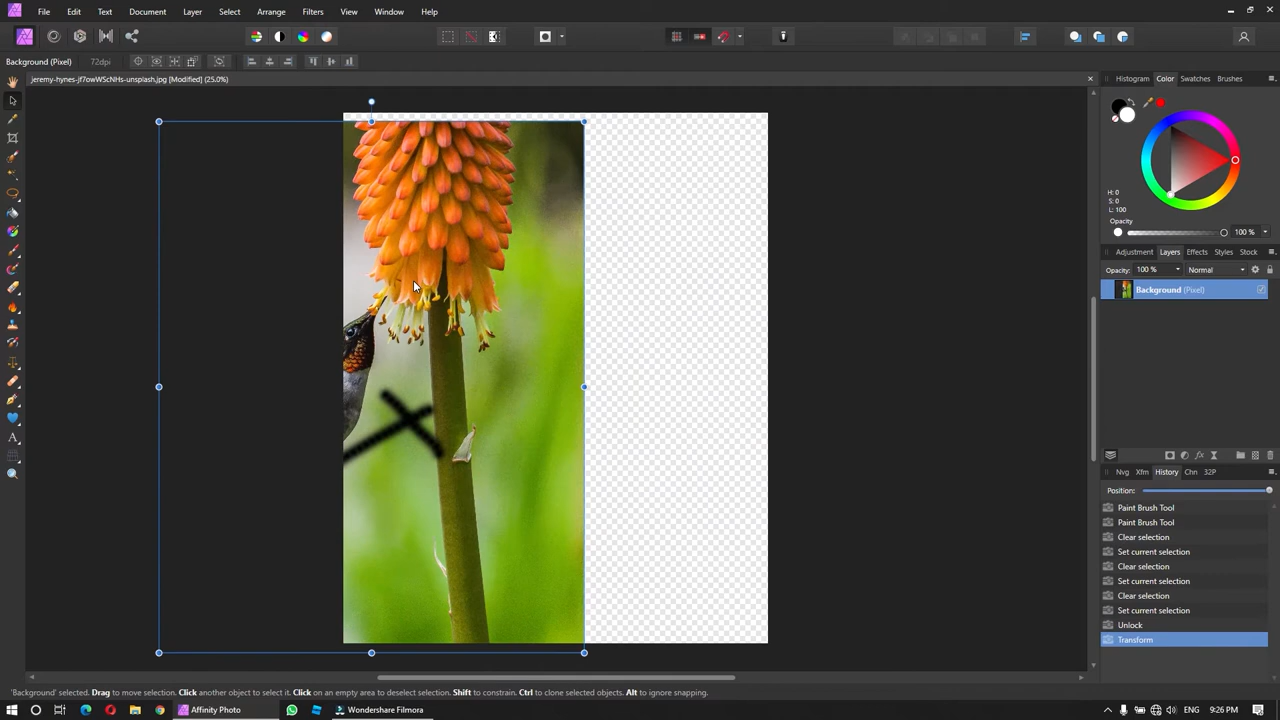 File Edit Text Document Layer Select Arrange Filters View Window Help
Background (Pixel) 72dpi
jeremy-hynes-jf7owWScNHs-unsplash.jpg [Modified] (25.0%)
Histogram Color Swatches Brushes
H: 0
S: 0
L: 100
Opacity
100 %
Adjustment Layers Effects Styles Stock
Opacity: 100 % Normal
Background (Pixel)
Nvg Xfm History Chn 32P
Position:
Paint Brush Tool
Paint Brush Tool
Clear selection
Set current selection
Clear selection
Set current selection
Clear selection
Set current selection
Unlock
Transform
'Background' selected. Drag to move selection. Click another object to select it. Click on an empty area to deselect selection. Shift to constrain. Ctrl to clone selected objects. Alt to ignore snapping.
Affinity Photo Wondershare Filmora ENG 9:26 PM